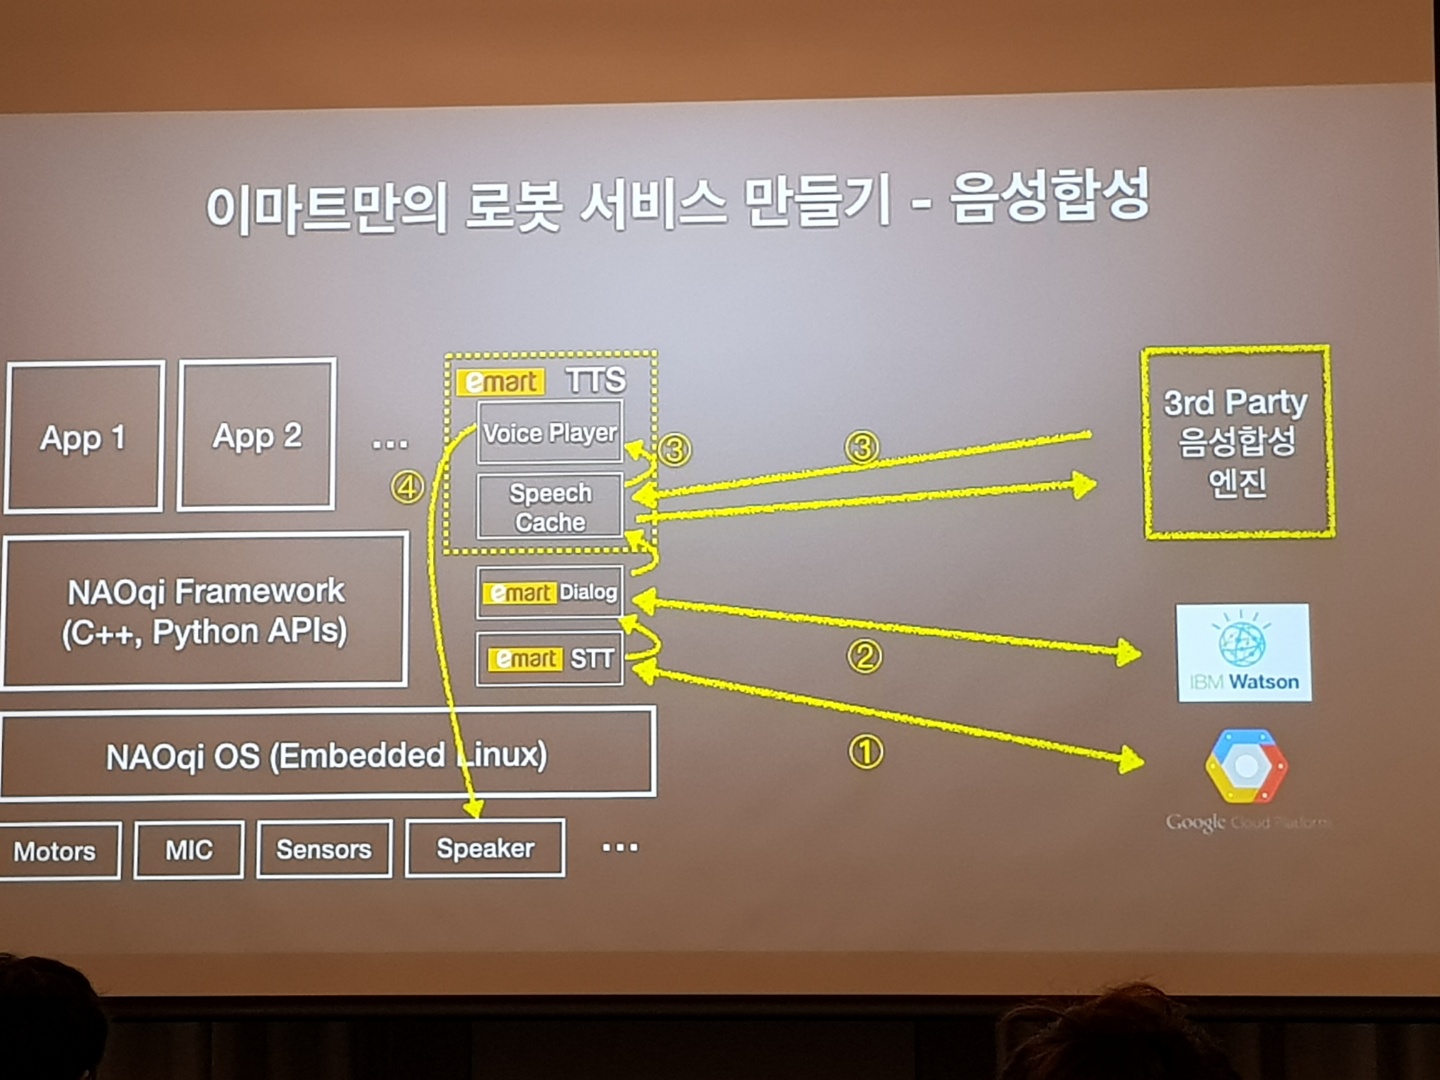 이마트만의 로봇 서비스 만들기 - 음성합성
App 1
App 2
...
emart TTS
Voice Player
Speech
Cache
emart Dialog
emart STT
③
③
④
②
①
3rd Party
음성합성
엔진
IBM Watson
Google Cloud Platform
NAOqi Framework
(C++, Python APIs)
NAOqi OS (Embedded Linux)
Motors
MIC
Sensors
Speaker
...